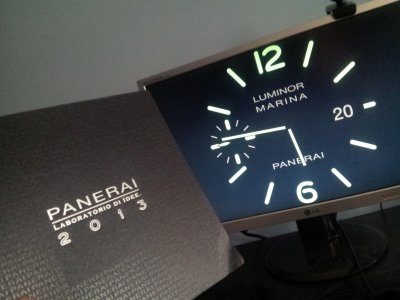 PANERAI
LABORATORIO DI IDEE.
2013
12
LUMINOR
MARINA
20
PANERAI
6
LG